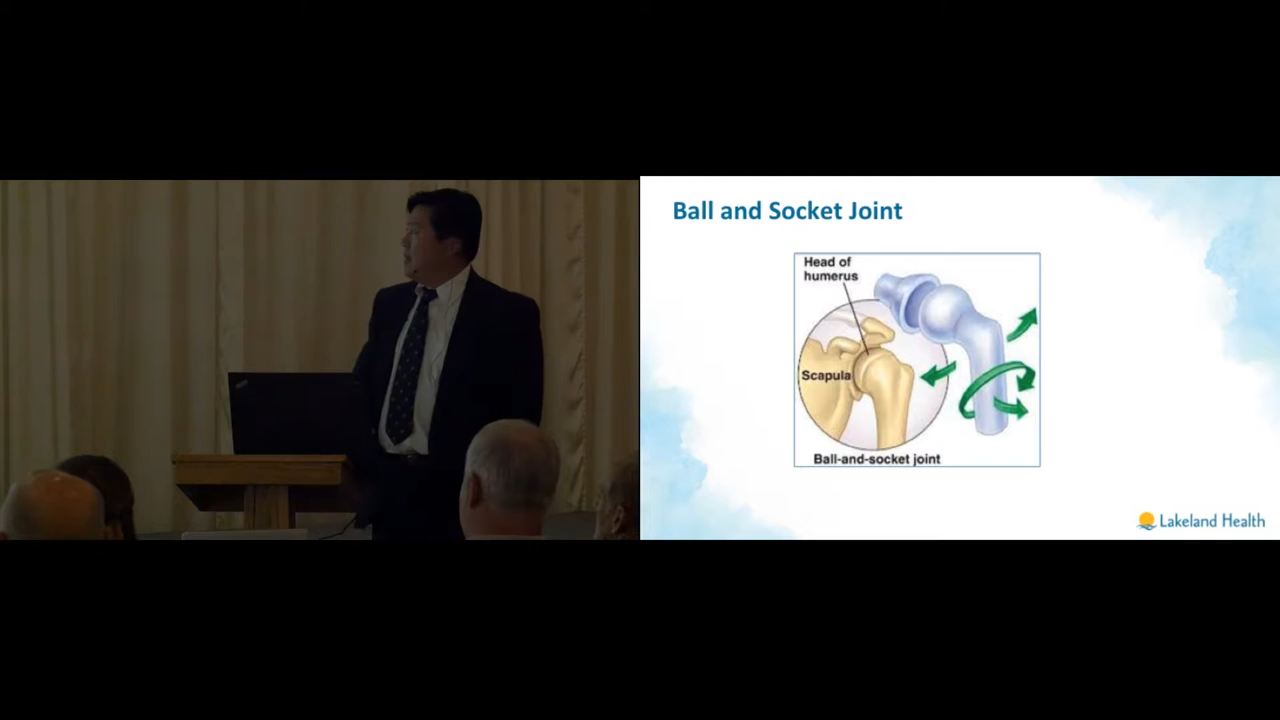 Ball and Socket Joint
Head of
humerus
Scapula
Ball-and-socket joint
Lakeland Health